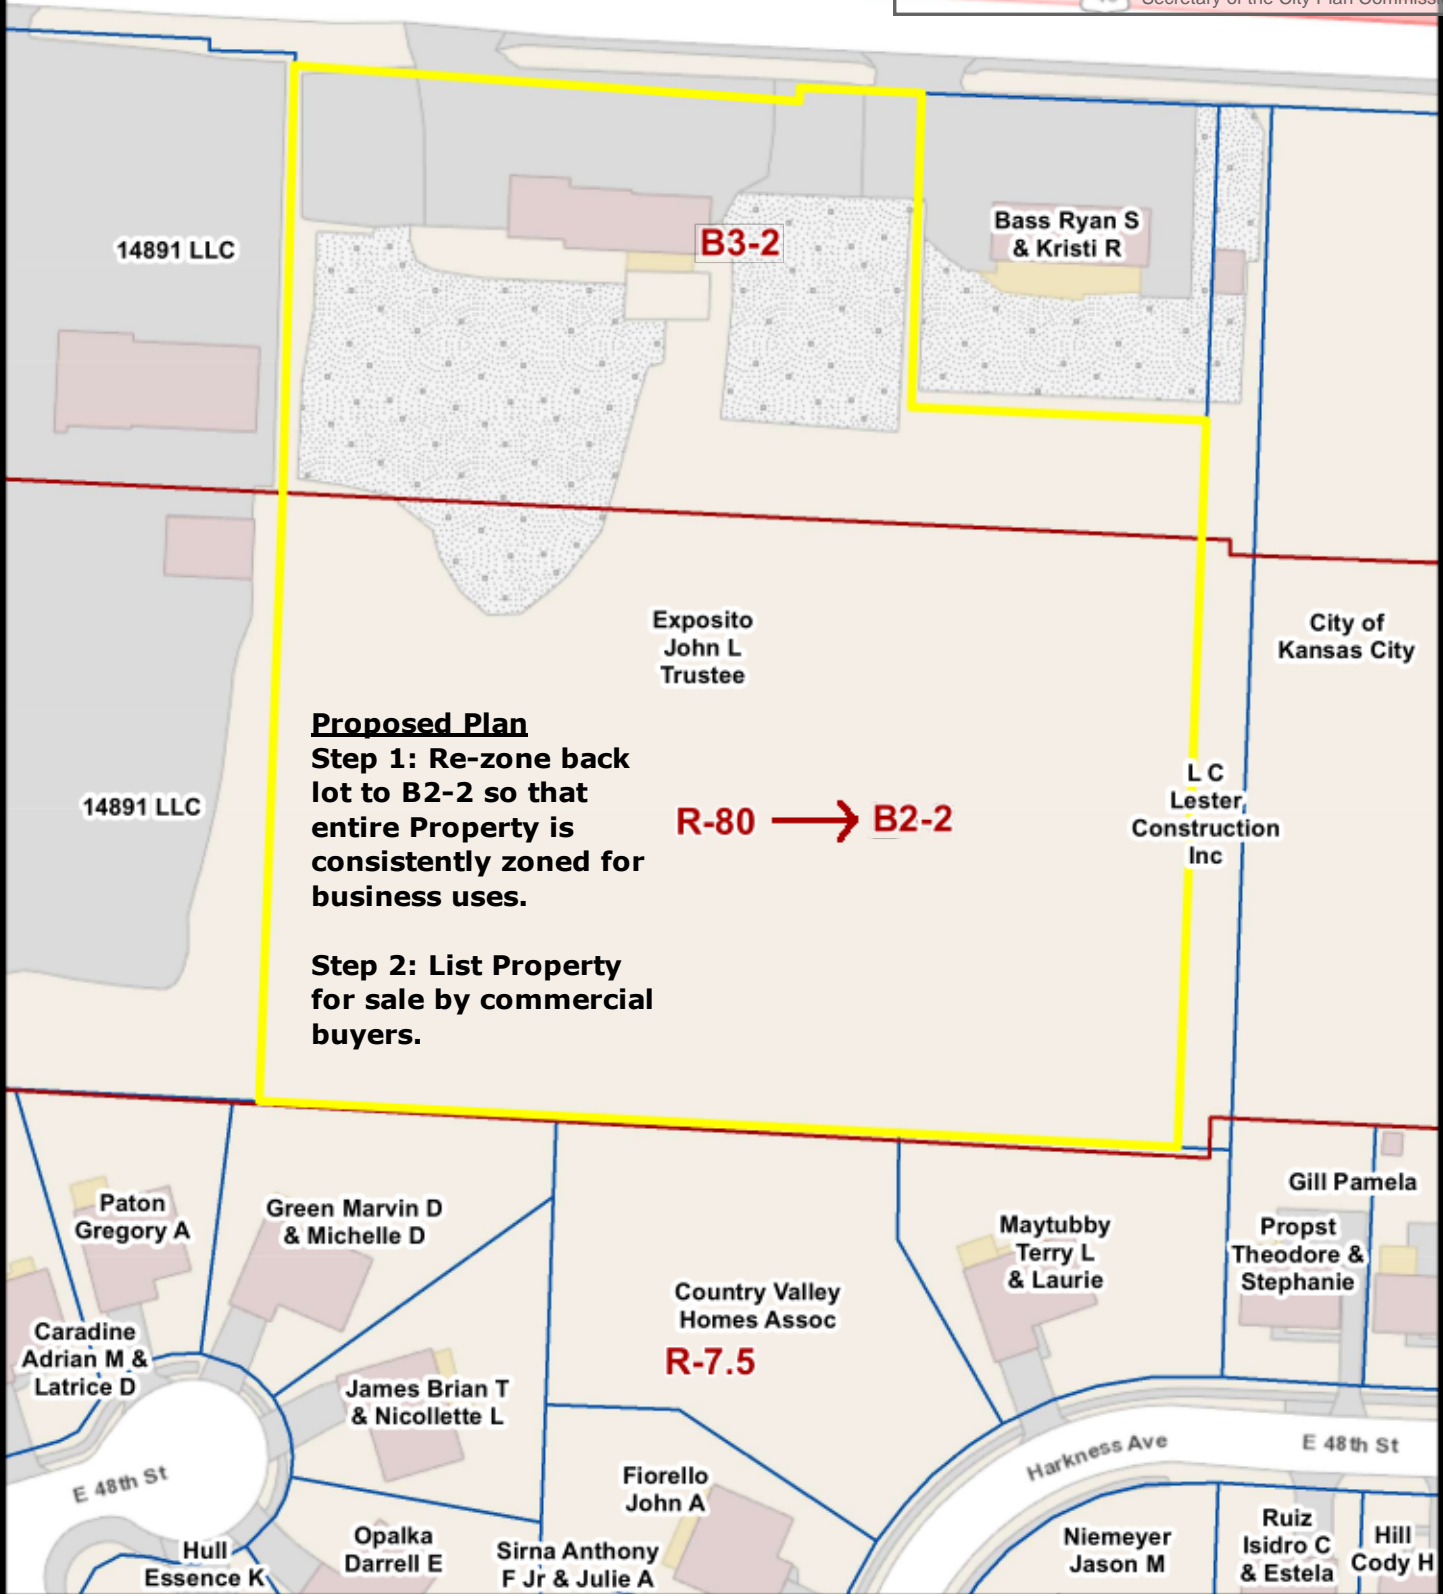 Secretary of the City Plan
14891 LLC
B3-2
Bass Ryan S
& Kristi R
Exposito
John L
Trustee
City of
Kansas City
Proposed Plan
Step 1: Re-zone back
lot to B2-2 so that
entire Property is
consistently zoned for
business uses.
Step 2: List Property
for sale by commercial
buyers.
14891 LLC
R-80
B2-2
L C
Lester
Construction
Inc
Paton
Gregory A
Green Marvin D
& Michelle D
Maytubby
Terry L
& Laurie
Gill Pamela
Propst
Theodore &
Stephanie
Country Valley
Homes Assoc
R-7.5
Caradine
Adrian M &
Latrice D
James Brian T
& Nicollette L
Harkness Ave
E 48th St
E 48th St
Fiorello
John A
Hull
Essence K
Opalka
Darrell E
Sirna Anthony
F Jr & Julie A
Niemeyer
Jason M
Ruiz
Isidro C
& Estela
Hill
Cody H